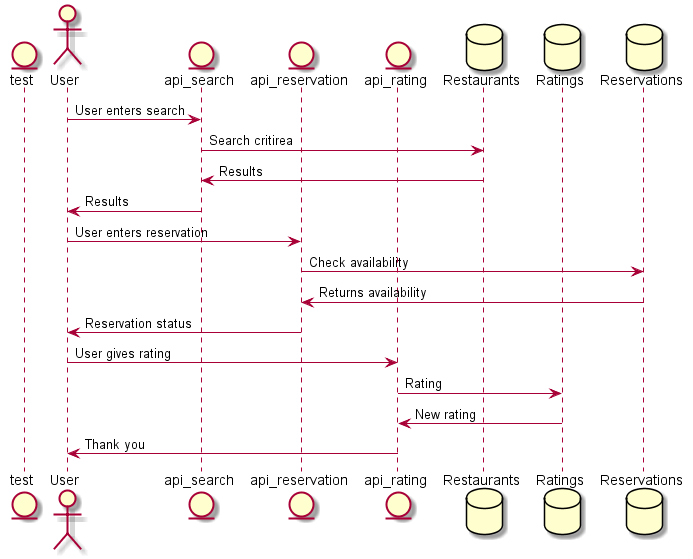 test User api_search api_reservation api_rating Restaurants Ratings Reservations
User enters search
Search critirea
Results
Results
User enters reservation
Check availability
Returns availability
Reservation status
User gives rating
Rating
New rating
Thank you
test User api_search api_reservation api_rating Restaurants Ratings Reservations